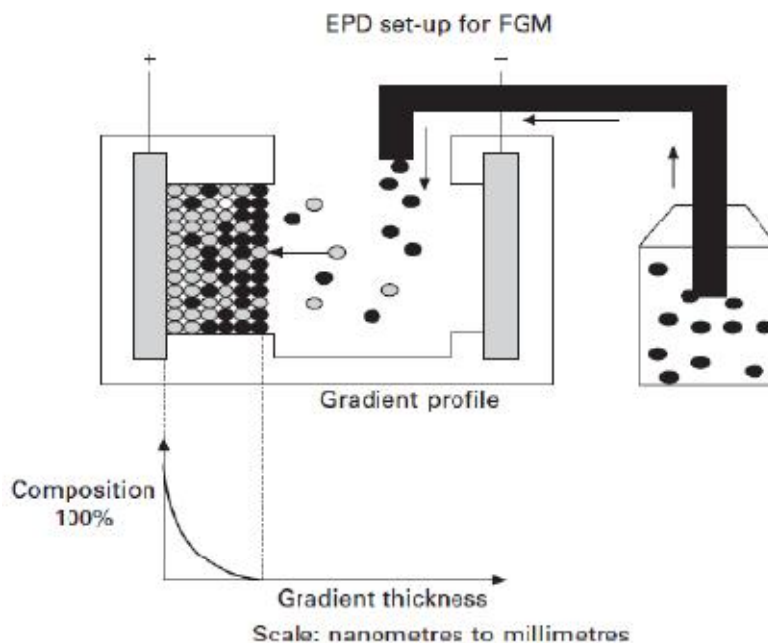 EPD set-up for FGM
+
−
Gradient profile
Composition
100%
Gradient thickness
Scale: nanometres to millimetres